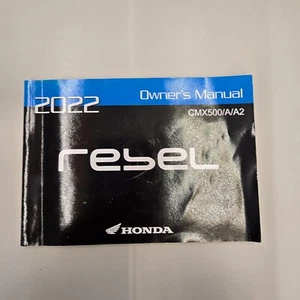 2022
Owner's Manual
CMX500/A/A2
rebel
HONDA